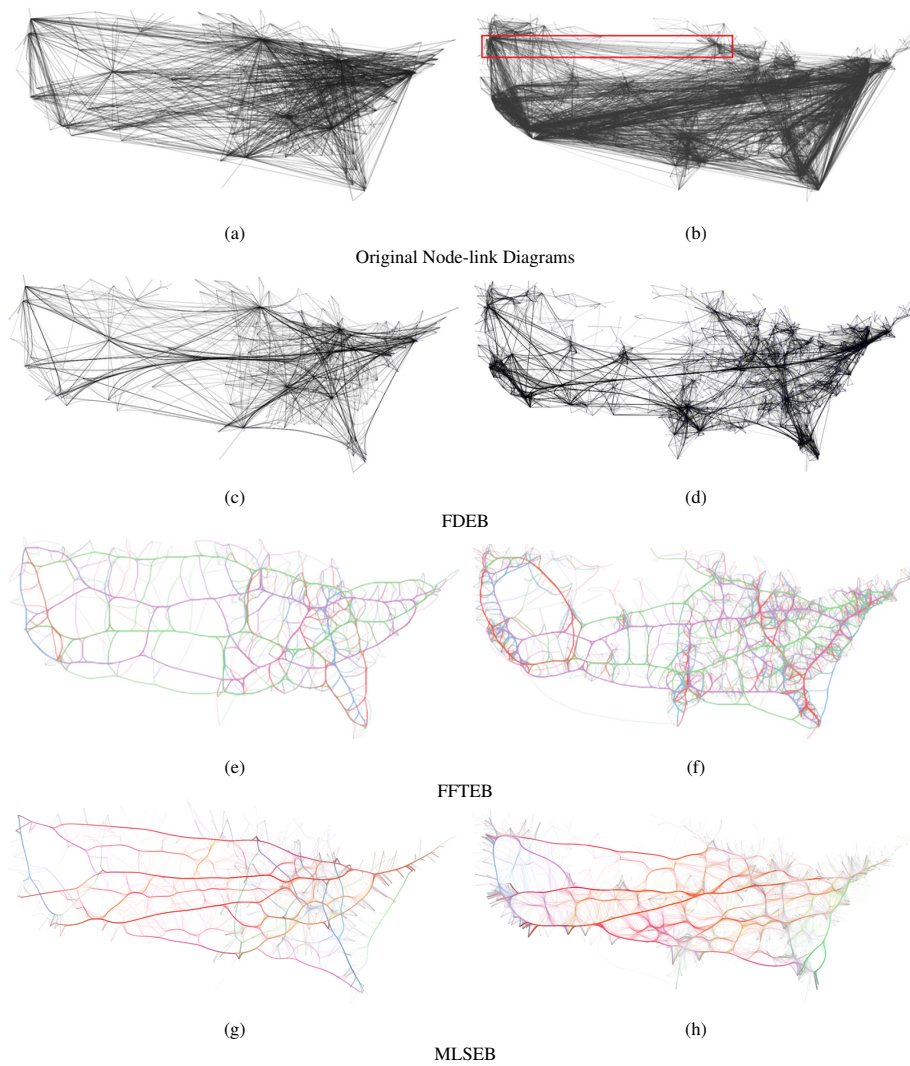 (a)
(b)
Original Node-link Diagrams
(c)
(d)
FDEB
(e)
(f)
FFTEB
(g)
(h)
MLSEB